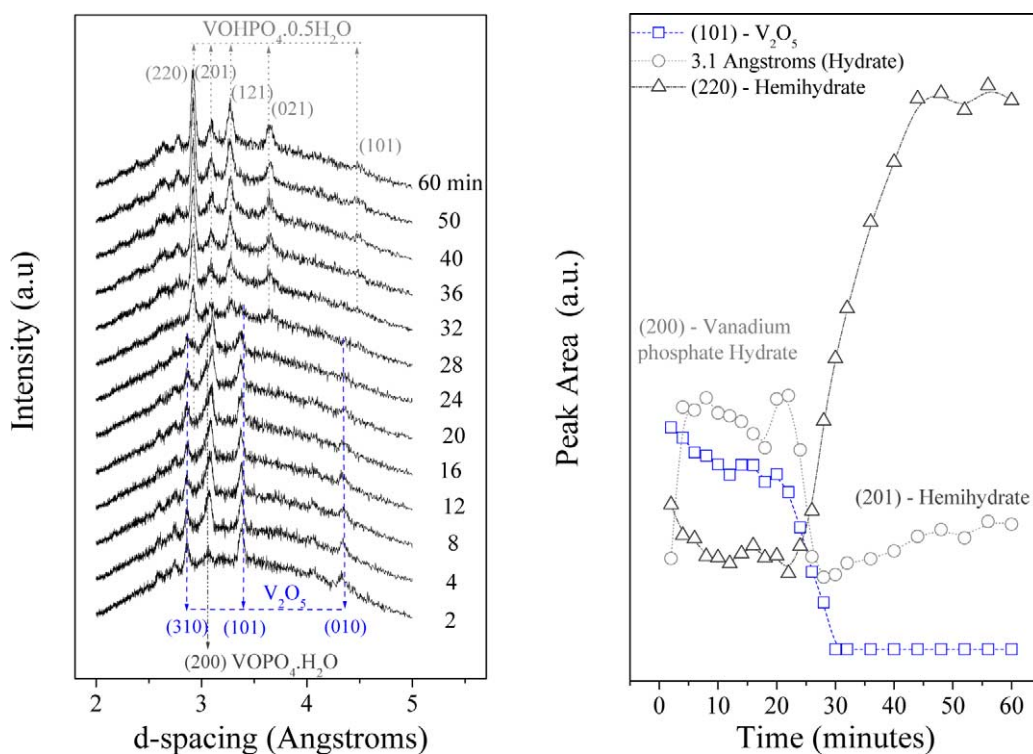 VOHPO₄.0.5H₂O
(220)
(201)
(121)
(021)
(101)
60 min
50
40
36
32
28
24
20
16
12
8
4
2
V₂O₅
(310)
(101)
(010)
(200) VOPO₄.H₂O
2
3
4
5
d-spacing (Angstroms)
Intensity (a.u)
(101) - V₂O₅
3.1 Angstroms (Hydrate)
(220) - Hemihydrate
(200) - Vanadium
phosphate Hydrate
(201) - Hemihydrate
0
10
20
30
40
50
60
Time (minutes)
Peak Area (a.u.)